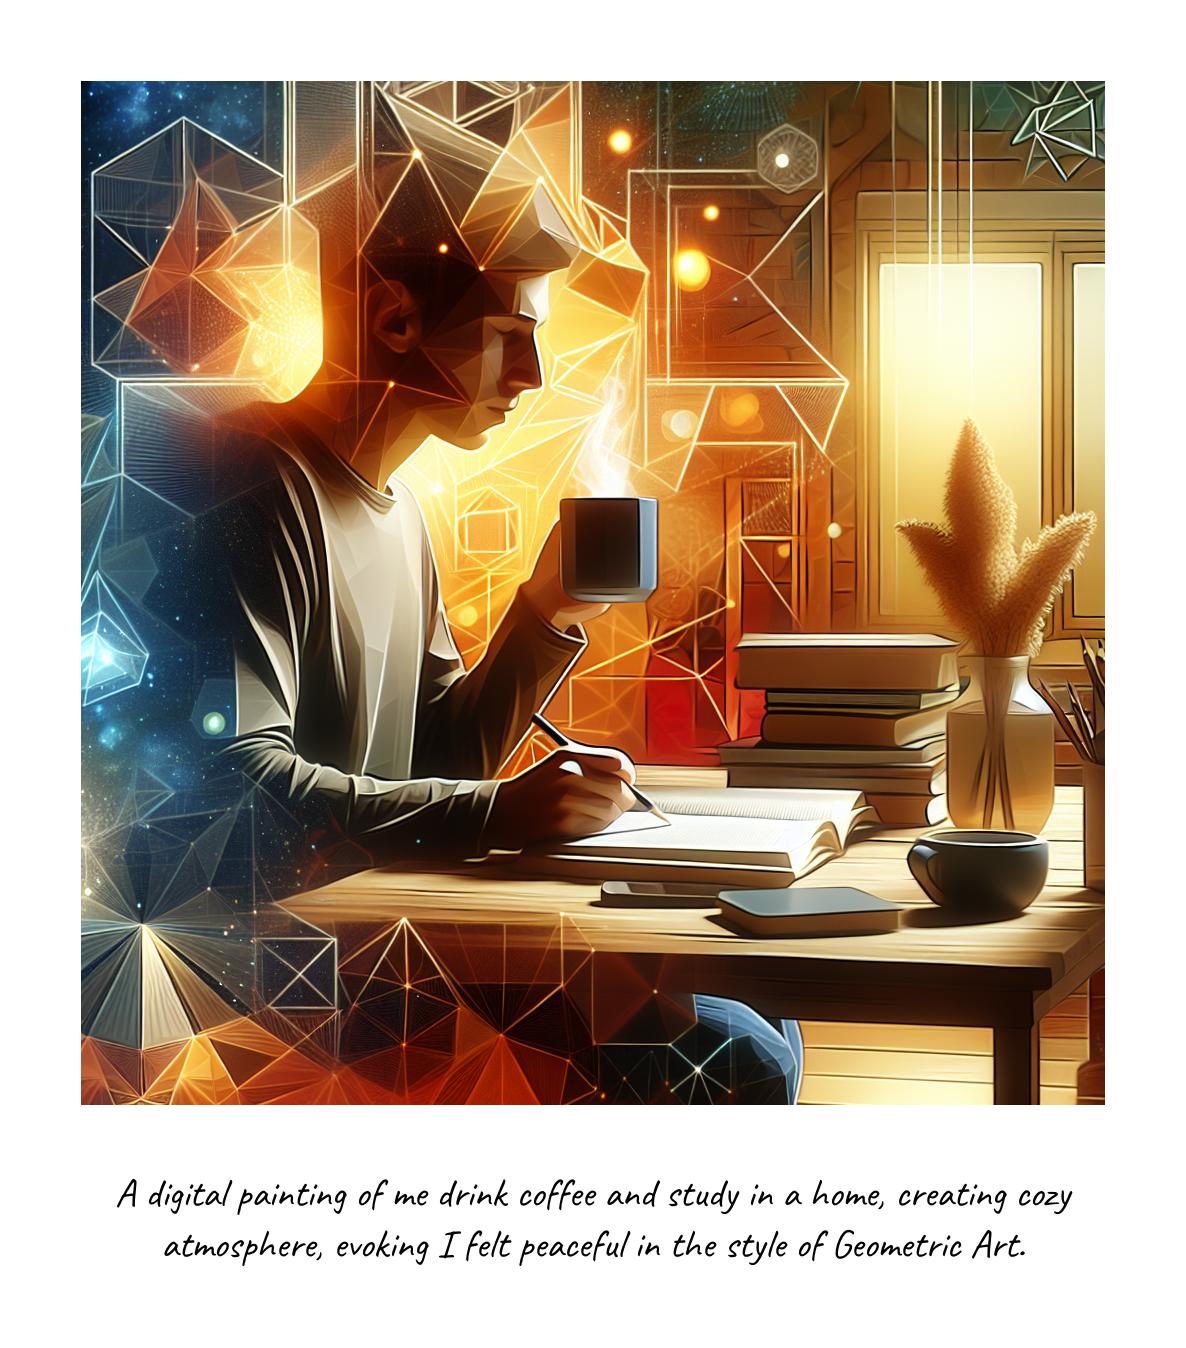 A digital painting of me drink coffee and study in a home, creating cozy
atmosphere, evoking I felt peaceful in the style of Geometric Art.